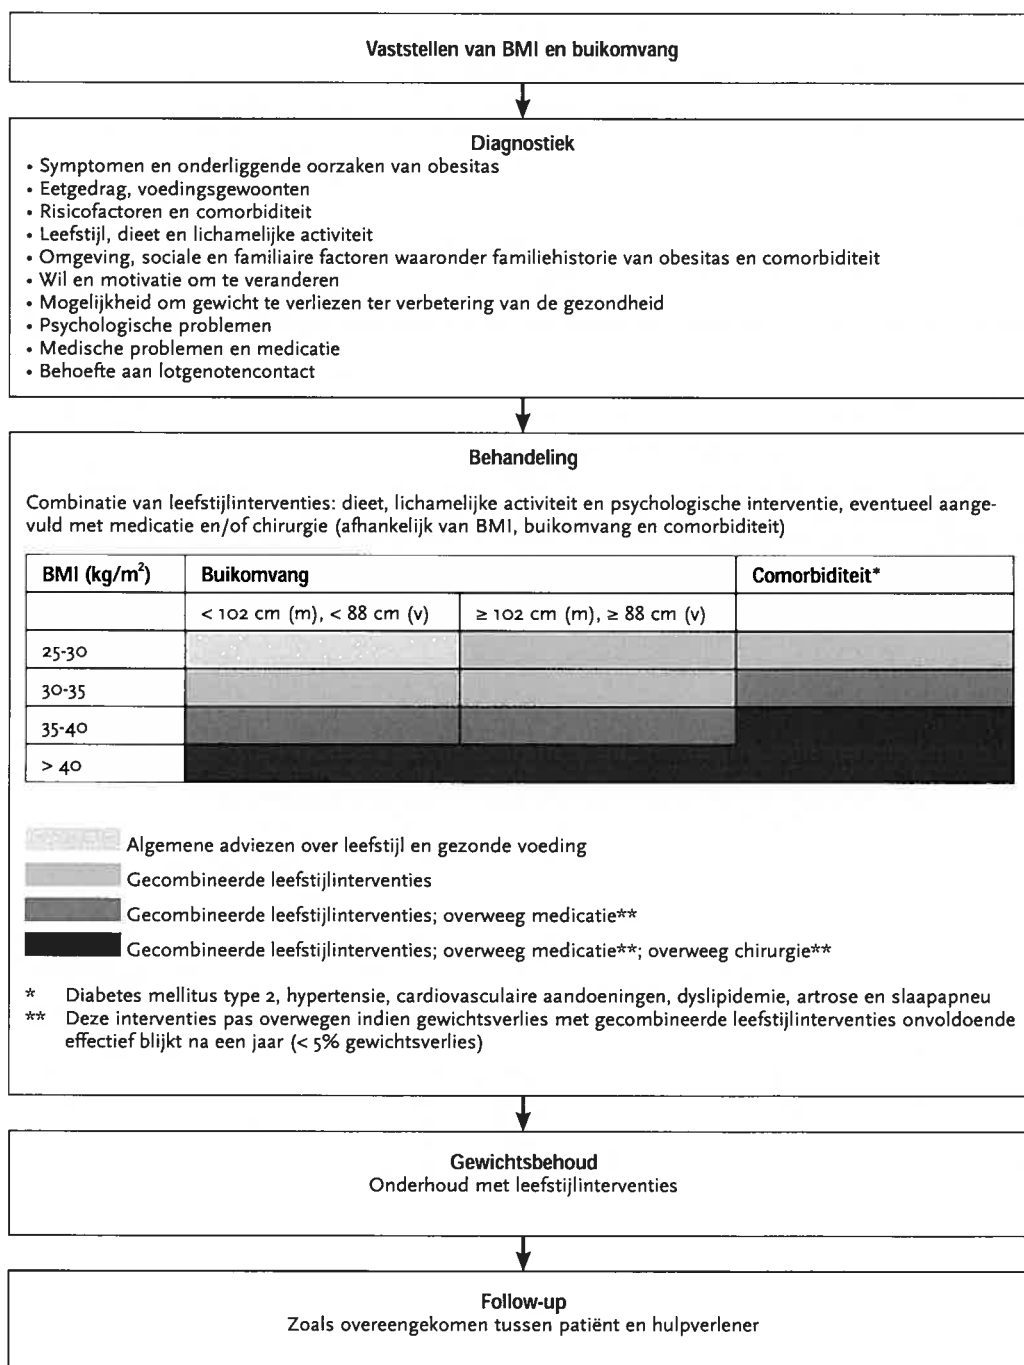 Vaststellen van BMI en buikomvang
Diagnostiek
• Symptomen en onderliggende oorzaken van obesitas
• Eetgedrag, voedingsgewoonten
• Risicofactoren en comorbiditeit
• Leefstijl, dieet en lichamelijke activiteit
• Omgeving, sociale en familiaire factoren waaronder familiehistorie van obesitas en comorbiditeit
• Wil en motivatie om te veranderen
• Mogelijkheid om gewicht te verliezen ter verbetering van de gezondheid
• Psychologische problemen
• Medische problemen en medicatie
• Behoefte aan lotgenotencontact
Behandeling
Combinatie van leefstijlinterventies: dieet, lichamelijke activiteit en psychologische interventie, eventueel aange-
vuld met medicatie en/of chirurgie (afhankelijk van BMI, buikomvang en comorbiditeit)
BMI (kg/m²) Buikomvang Comorbiditeit*
< 102 cm (m), < 88 cm (v) ≥ 102 cm (m), ≥ 88 cm (v)
25-30
30-35
35-40
> 40
Algemene adviezen over leefstijl en gezonde voeding
Gecombineerde leefstijlinterventies
Gecombineerde leefstijlinterventies; overweeg medicatie**
Gecombineerde leefstijlinterventies; overweeg medicatie**; overweeg chirurgie**
* Diabetes mellitus type 2, hypertensie, cardiovasculaire aandoeningen, dyslipidemie, artrose en slaapapneu
** Deze interventies pas overwegen indien gewichtsverlies met gecombineerde leefstijlinterventies onvoldoende
effectief blijkt na een jaar (< 5% gewichtsverlies)
Gewichtsbehoud
Onderhoud met leefstijlinterventies
Follow-up
Zoals overeengekomen tussen patiënt en hulpverlener